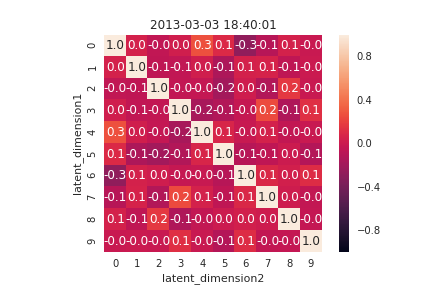 2013-03-03 18:40:01
latent_dimension1
0 1.0 0.0 -0.0 0.0 0.3 0.1 -0.3 -0.1 0.1 -0.0
1 0.0 1.0 -0.1 -0.1 0.0 -0.1 0.1 0.1 -0.1 -0.0
2 -0.0 -0.1 1.0 -0.0 -0.0 -0.2 0.0 -0.1 0.2 -0.0
3 0.0 -0.1 -0.0 1.0 -0.2 -0.1 -0.0 0.2 -0.1 0.1
4 0.3 0.0 -0.0 -0.2 1.0 0.1 -0.0 0.1 -0.0 -0.0
5 0.1 -0.1 -0.2 -0.1 0.1 1.0 -0.1 -0.1 0.0 -0.1
6 -0.3 0.1 0.0 -0.0 -0.0 -0.1 1.0 0.1 0.0 0.1
7 -0.1 0.1 -0.1 0.2 0.1 -0.1 0.1 1.0 0.0 -0.0
8 0.1 -0.1 0.2 -0.1 -0.0 0.0 0.0 0.0 1.0 -0.0
9 -0.0 -0.0 -0.0 0.1 -0.0 -0.1 0.1 -0.0 -0.0 1.0
0 1 2 3 4 5 6 7 8 9
latent_dimension2
0.8
0.4
0.0
-0.4
-0.8